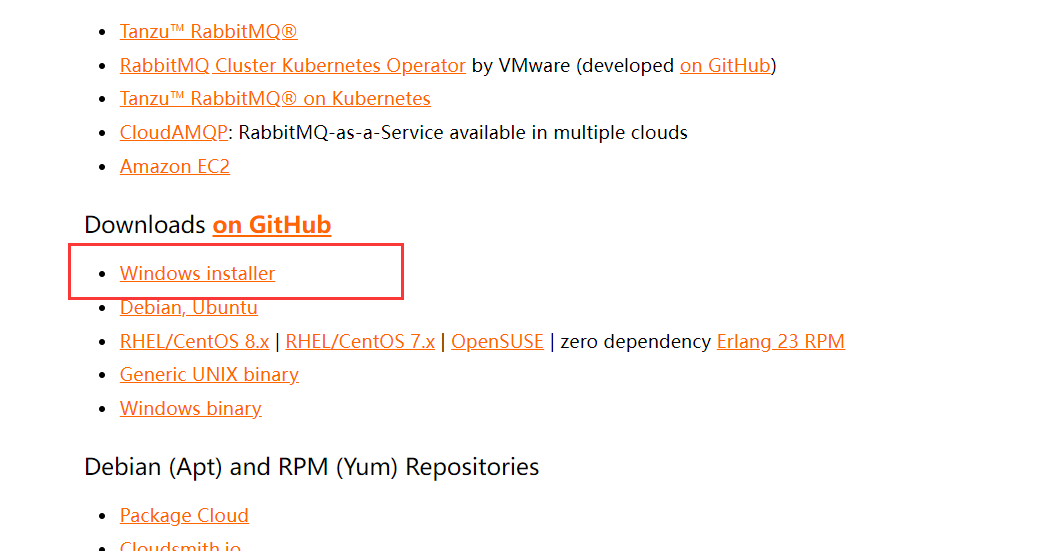 Tanzu™ RabbitMQ®
RabbitMQ Cluster Kubernetes Operator by VMware (developed on GitHub)
Tanzu™ RabbitMQ® on Kubernetes
CloudAMQP: RabbitMQ-as-a-Service available in multiple clouds
Amazon EC2
Downloads on GitHub
Windows installer
Debian, Ubuntu
RHEL/CentOS 8.x | RHEL/CentOS 7.x | OpenSUSE | zero dependency Erlang 23 RPM
Generic UNIX binary
Windows binary
Debian (Apt) and RPM (Yum) Repositories
Package Cloud
Cloudsmith.io